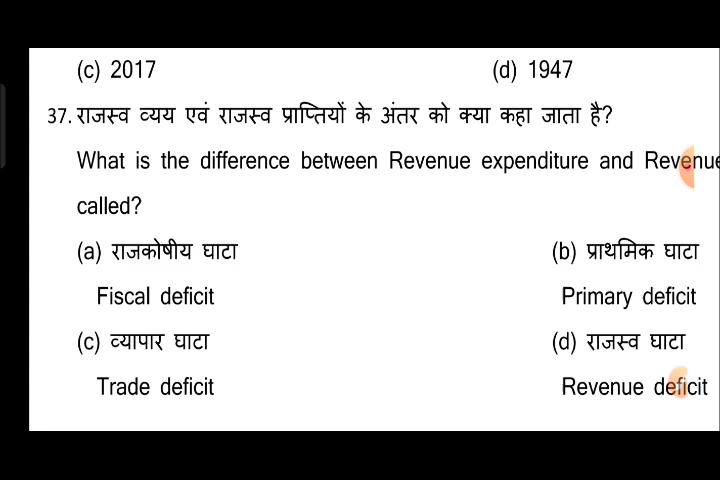 (c) 2017 (d) 1947
37. राजस्व व्यय एवं राजस्व प्राप्तियों के अंतर को क्या कहा जाता है?
What is the difference between Revenue expenditure and Revenue
called?
(a) राजकोषीय घाटा (b) प्राथमिक घाटा
Fiscal deficit Primary deficit
(c) व्यापार घाटा (d) राजस्व घाटा
Trade deficit Revenue deficit